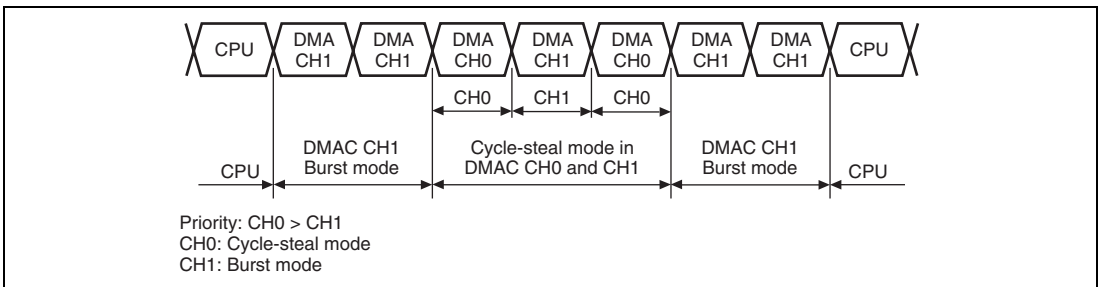 CPU DMA CH1 DMA CH1 DMA CH0 DMA CH1 DMA CH0 DMA CH1 DMA CH1 CPU
CH0 CH1 CH0
CPU
DMAC CH1
Burst mode
Cycle-steal mode in
DMAC CH0 and CH1
DMAC CH1
Burst mode
CPU
Priority: CH0 > CH1
CH0: Cycle-steal mode
CH1: Burst mode